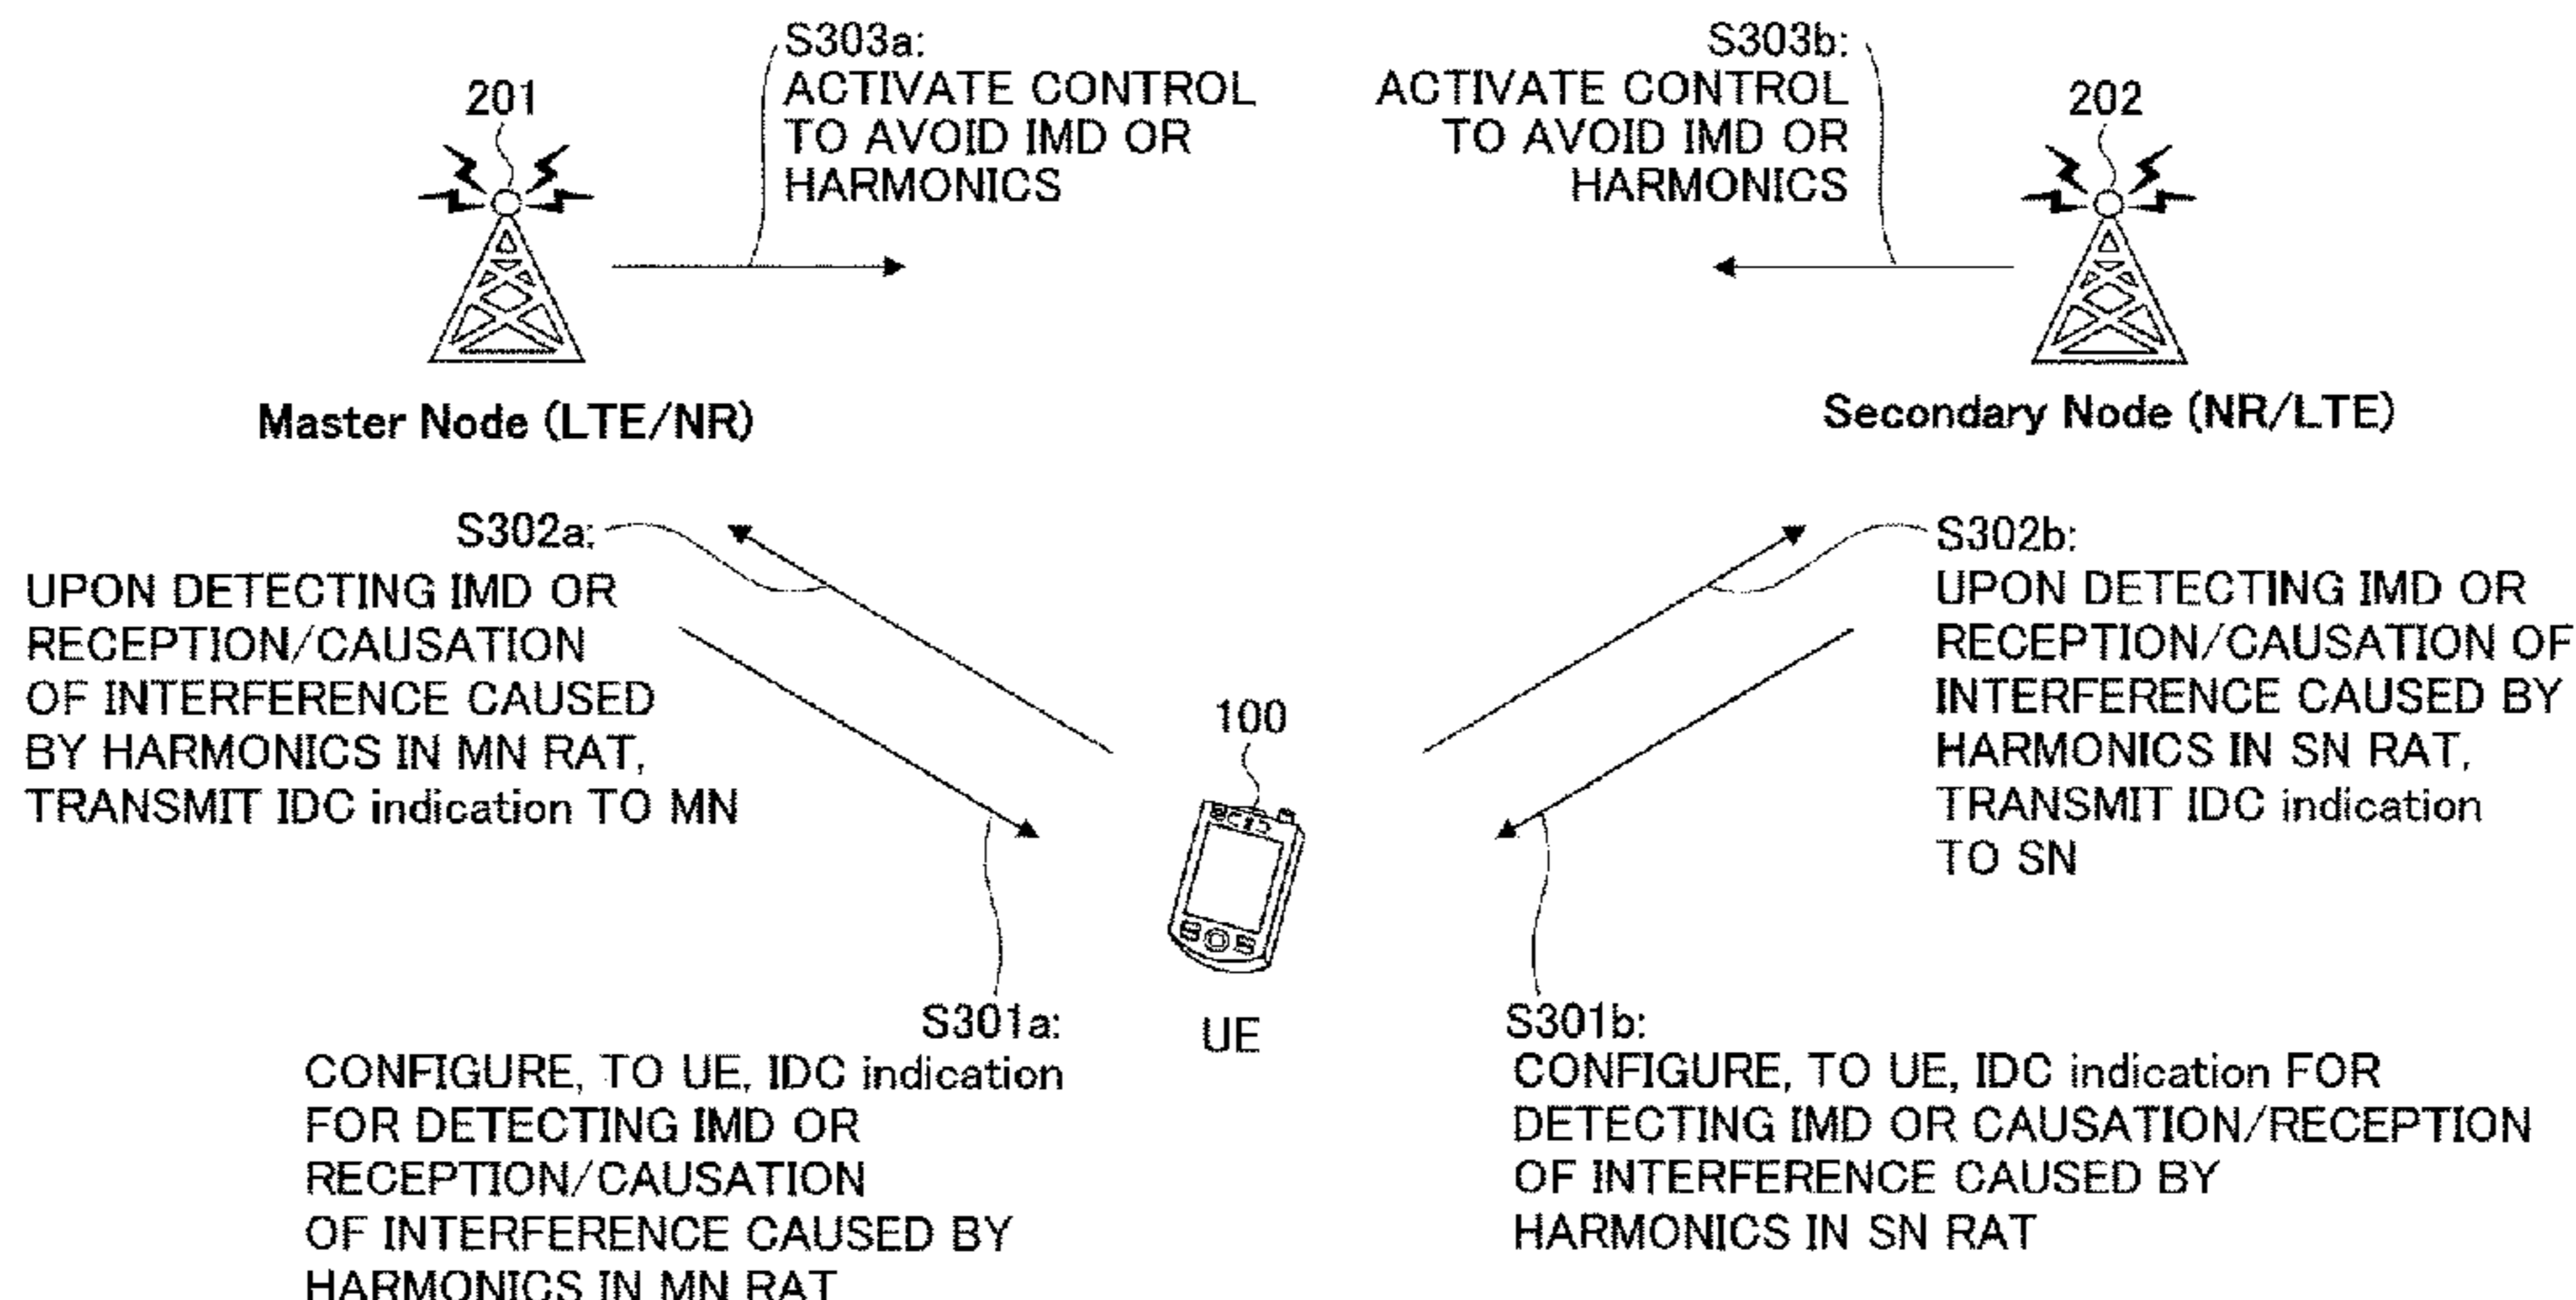 S303a:
ACTIVATE CONTROL
TO AVOID IMD OR
HARMONICS
201
Master Node (LTE/NR)
S303b:
ACTIVATE CONTROL
TO AVOID IMD OR
HARMONICS
202
Secondary Node (NR/LTE)
S302a:
UPON DETECTING IMD OR
RECEPTION/CAUSATION
OF INTERFERENCE CAUSED
BY HARMONICS IN MN RAT,
TRANSMIT IDC indication TO MN
S302b:
UPON DETECTING IMD OR
RECEPTION/CAUSATION OF
INTERFERENCE CAUSED BY
HARMONICS IN SN RAT,
TRANSMIT IDC indication
TO SN
100
UE
S301a:
CONFIGURE, TO UE, IDC indication
FOR DETECTING IMD OR
RECEPTION/CAUSATION
OF INTERFERENCE CAUSED BY
HARMONICS IN MN RAT
S301b:
CONFIGURE, TO UE, IDC indication FOR
DETECTING IMD OR CAUSATION/RECEPTION
OF INTERFERENCE CAUSED BY
HARMONICS IN SN RAT